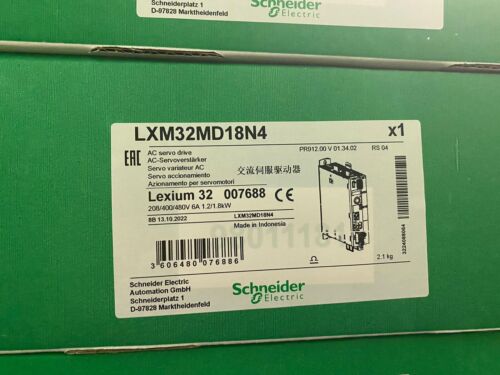 Schneiderplatz 1
D-97828 Marktheidenfeld
Schneider
Electric
LXM32MD18N4
x1
EAC
AC servo drive
AC-Servoverstärker
Servo variateur AC
Servo accionamento
Azionamento per servomotori
PR912.00 V 01.34.02
RS 04
交流伺服驱动器
Lexium 32 007688 CE
208/400/480V 6A 1.2/1.8kW
8B 13.10.2022
LXM32MD18N4
Made in Indonesia
3 606480 076886
2.1 kg
Schneider Electric
Automation GmbH
Schneiderplatz 1
D-97828 Marktheidenfeld
Schneider
Electric